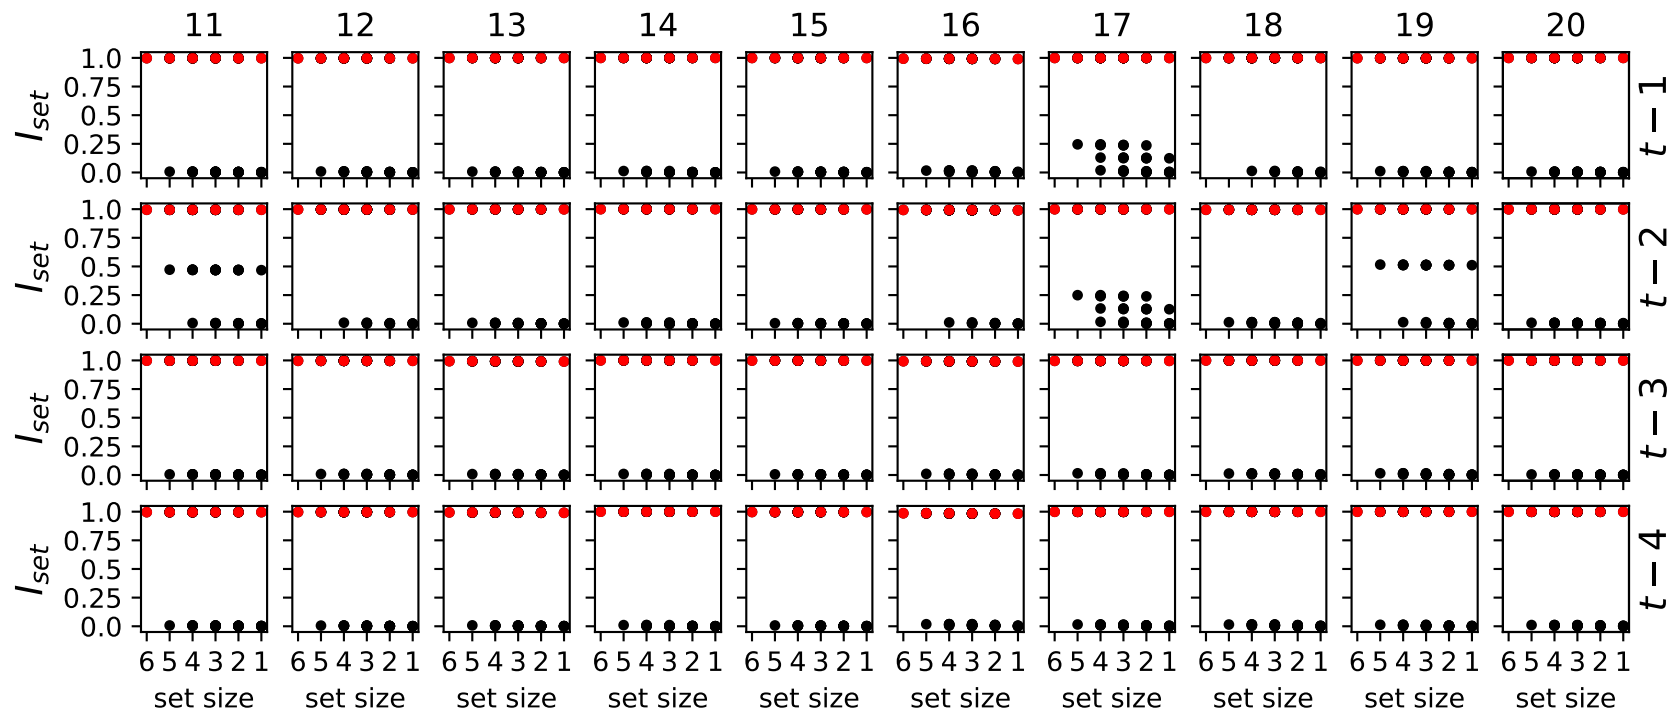 11 12 13 14 15 16 17 18 19 20
I_set 1.0 0.75 0.5 0.25 0.0 t − 1
I_set 1.0 0.75 0.5 0.25 0.0 t − 2
I_set 1.0 0.75 0.5 0.25 0.0 t − 3
I_set 1.0 0.75 0.5 0.25 0.0 t − 4
6 5 4 3 2 1 6 5 4 3 2 1 6 5 4 3 2 1 6 5 4 3 2 1 6 5 4 3 2 1 6 5 4 3 2 1 6 5 4 3 2 1 6 5 4 3 2 1 6 5 4 3 2 1 6 5 4 3 2 1
set size set size set size set size set size set size set size set size set size set size